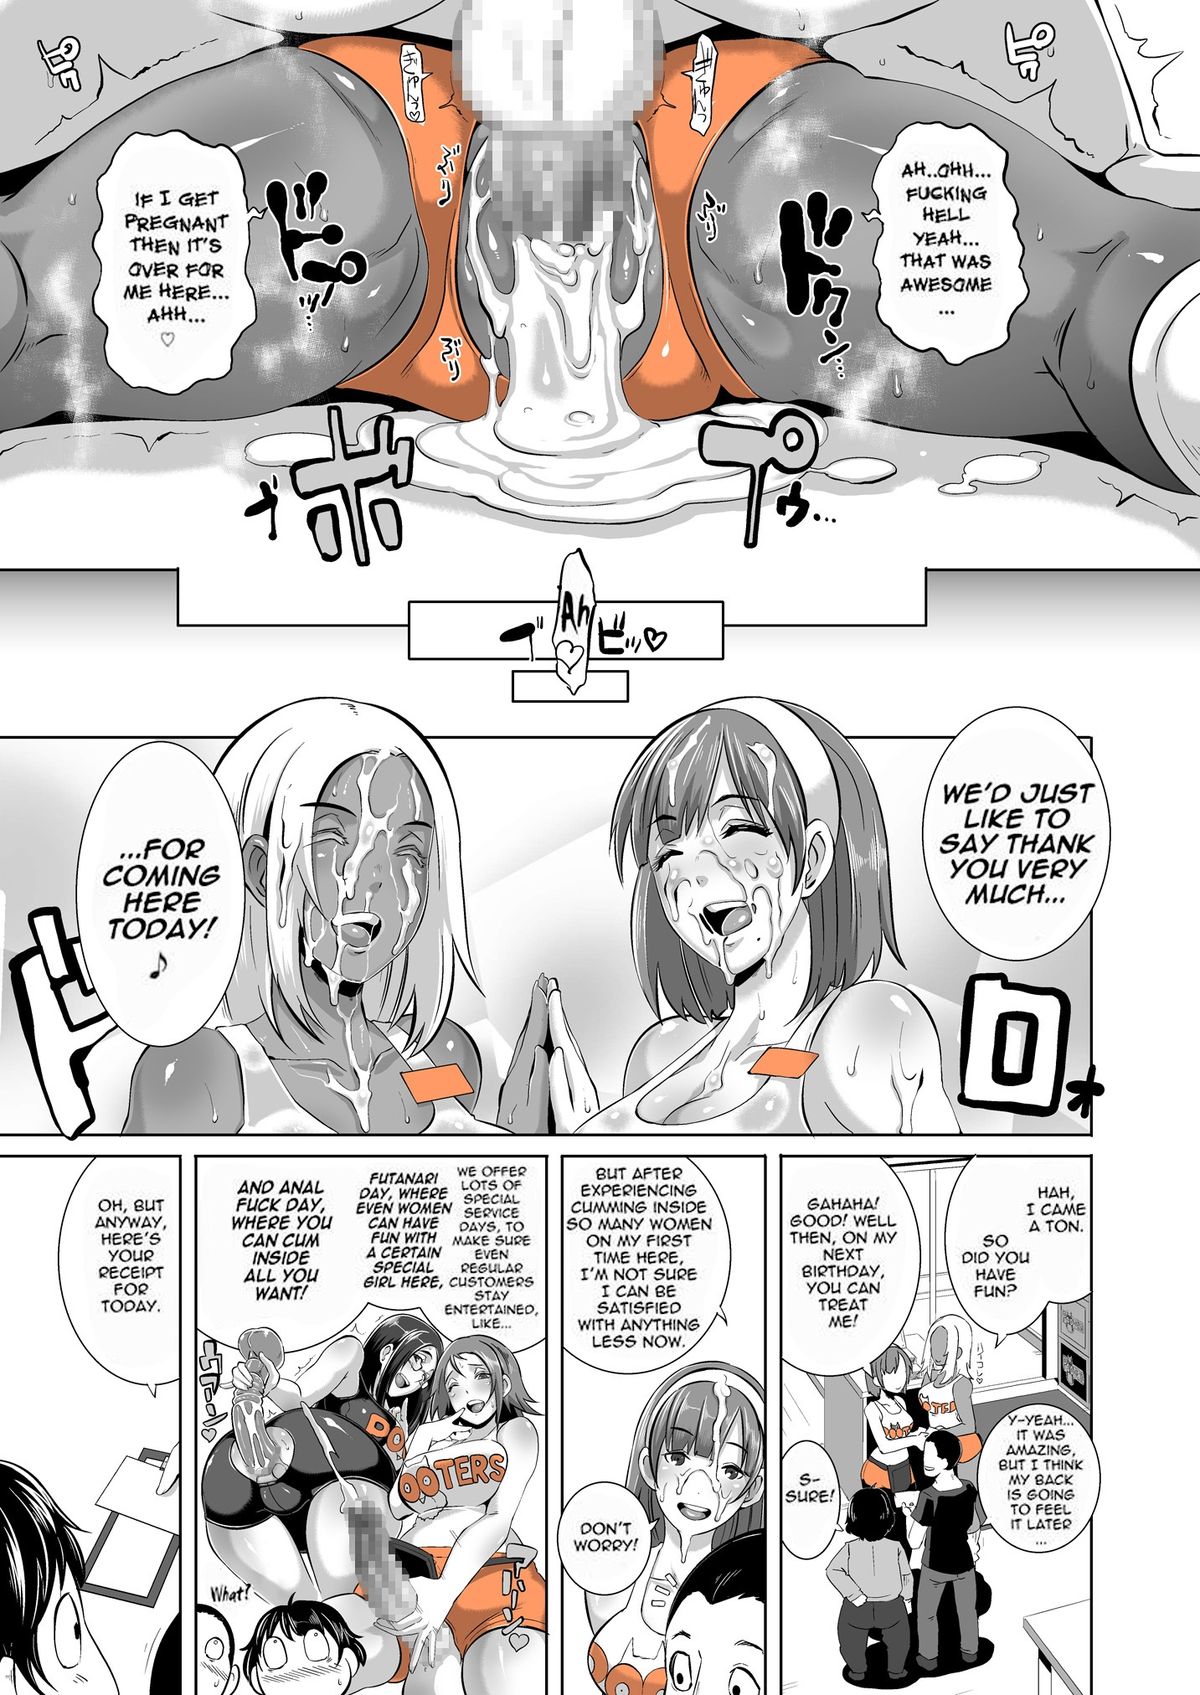 AH..OHH...
FUCKING
HELL
YEAH...
THAT WAS
AWESOME
...
IF I GET
PREGNANT
THEN IT'S
OVER FOR
ME HERE...
AHH...
♡
Ah
♡
WE'D JUST
LIKE TO
SAY THANK
YOU VERY
MUCH...
...FOR
COMING
HERE
TODAY!
♪
HAH,
I CAME
A TON.
SO
DID YOU
HAVE
FUN?
GAHAHA!
GOOD! WELL
THEN, ON MY
NEXT
BIRTHDAY,
YOU CAN
TREAT
ME!
Y-YEAH...
IT WAS
AMAZING,
BUT I THINK
MY BACK
IS GOING
TO FEEL
IT LATER
...
S-
SURE!
BUT AFTER
EXPERIENCING
CUMMING INSIDE
SO MANY WOMEN
ON MY FIRST
TIME HERE,
I'M NOT SURE
I CAN BE
SATISFIED
WITH ANYTHING
LESS NOW.
DON'T
WORRY!
WE OFFER
LOTS OF
SPECIAL
SERVICE
DAYS, TO
MAKE SURE
EVEN
REGULAR
CUSTOMERS
STAY
ENTERTAINED,
LIKE...
FUTANARI
DAY, WHERE
EVEN WOMEN
CAN HAVE
FUN WITH
A CERTAIN
SPECIAL
GIRL HERE,
AND ANAL
FUCK DAY,
WHERE YOU
CAN CUM
INSIDE
ALL YOU
WANT!
OOTERS
What?
OH, BUT
ANYWAY,
HERE'S
YOUR
RECEIPT
FOR
TODAY.